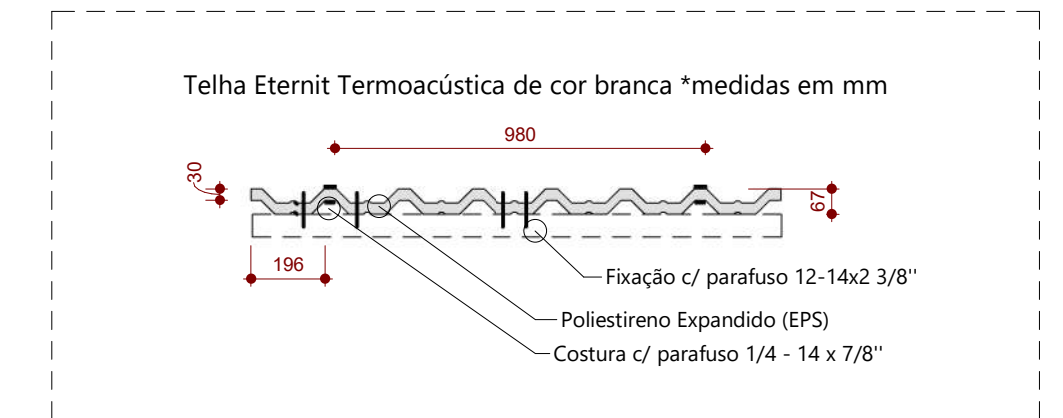 Telha Eternit Termoacústica de cor branca *medidas em mm
980
30
67
196
Fixação c/ parafuso 12-14x2 3/8''
Poliestireno Expandido (EPS)
Costura c/ parafuso 1/4 - 14 x 7/8''